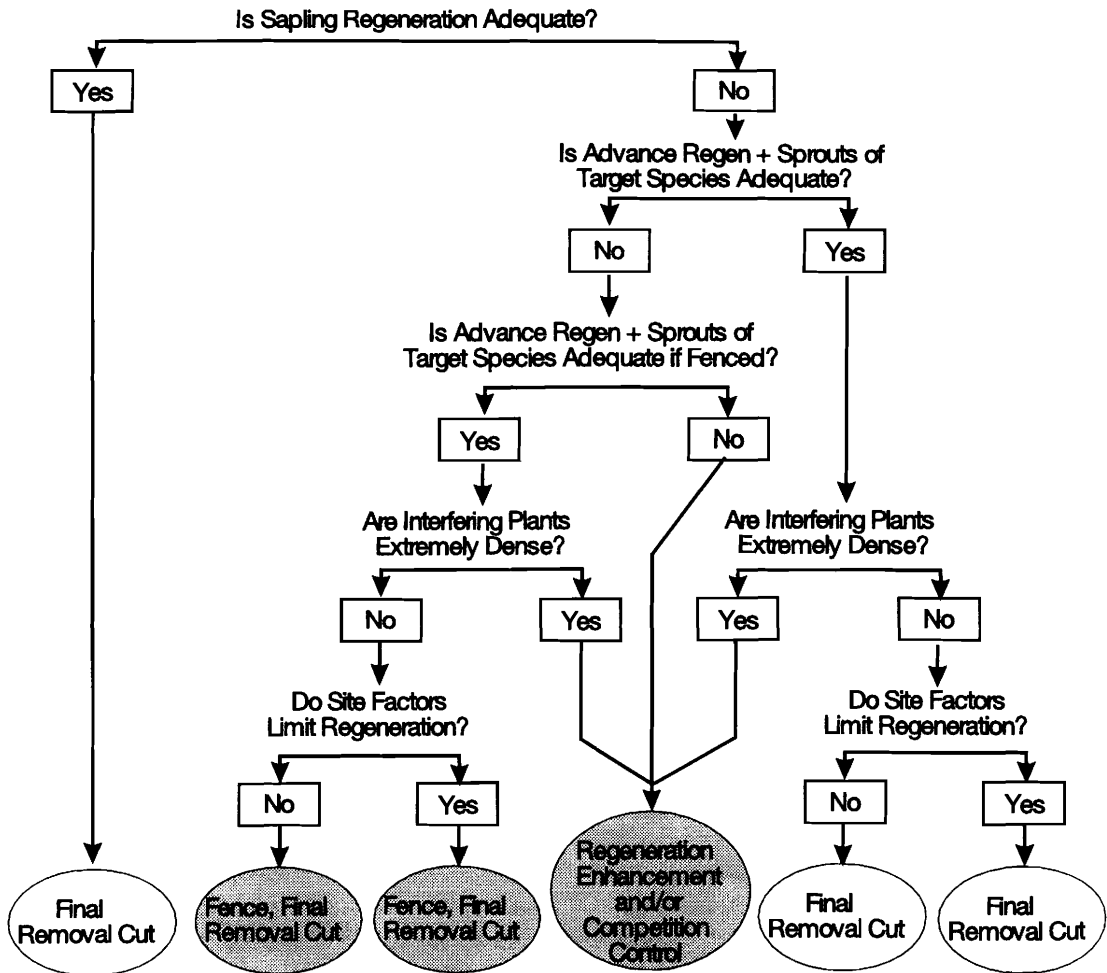 Is Sapling Regeneration Adequate?
Yes
No
Is Advance Regen + Sprouts of
Target Species Adequate?
No
Yes
Is Advance Regen + Sprouts of
Target Species Adequate if Fenced?
Yes
No
Are Interfering Plants
Extremely Dense?
Are Interfering Plants
Extremely Dense?
No
Yes
Yes
No
Do Site Factors
Limit Regeneration?
Do Site Factors
Limit Regeneration?
No
Yes
No
Yes
Final
Removal Cut
Fence, Final
Removal Cut
Fence, Final
Removal Cut
Regeneration
Enhancement
and/or
Competition
Control
Final
Removal Cut
Final
Removal Cut